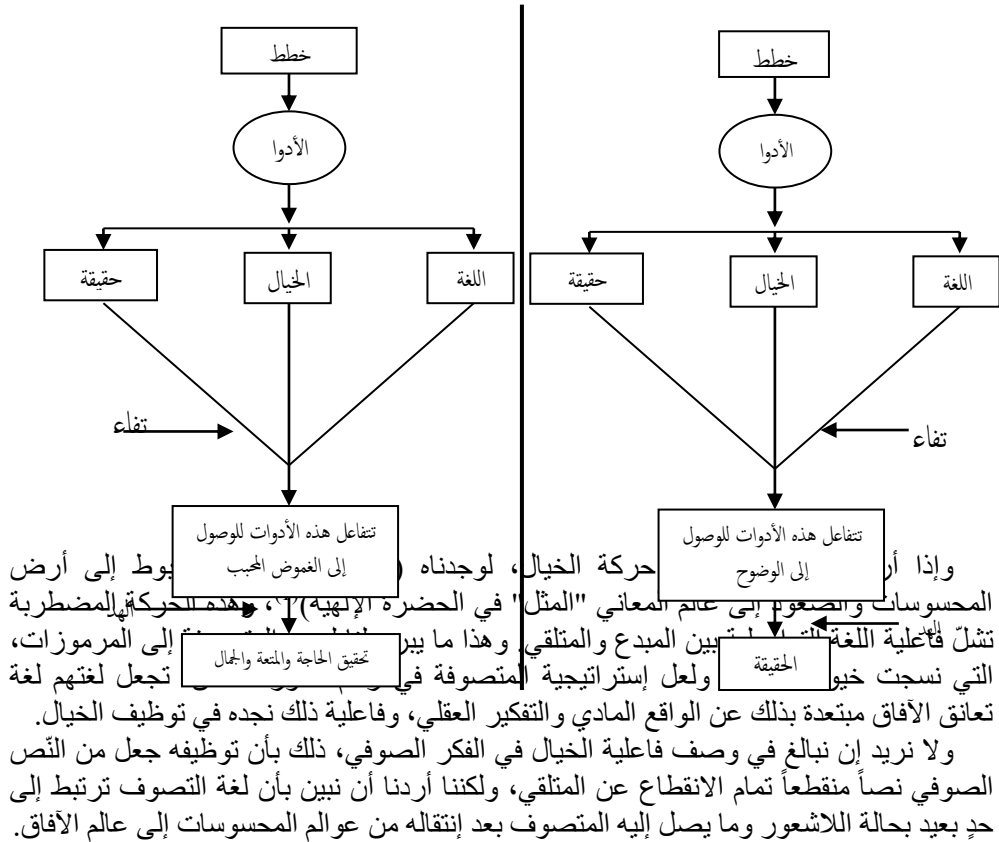 خطط
خطط
الأدوا
الأدوا
اللغة
الخيال
حقيقة
اللغة
الخيال
حقيقة
تفاء
تفاء
تتفاعل هذه الأدوات للوصول
إلى الوضوح
تتفاعل هذه الأدوات للوصول
إلى الغموض المحبب
الهد
الحقيقة
الهد
تحقيق الحاجة والمتعة والجمال
وإذا حركة الخيال، لوجدناه إلى أرض
المحسوسات والصعود إلى عالم المعاني "المثل" في الحضرة الإلهية)، وهذه الحركة المضطربة
تشلّ فاعلية اللغة بين المبدع والمتلقي وهذا ما إلى المرموزات،
التي نسجت ولعل إستراتيجية المتصوفة في تجعل لغتهم لغة
تعانق الآفاق مبتعدة بذلك عن الواقع المادي والتفكير العقلي، وفاعلية ذلك نجده في توظيف الخيال.
ولا نريد إن نبالغ في وصف فاعلية الخيال في الفكر الصوفي، ذلك بأن توظيفه جعل من النّص
الصوفي نصاً منقطعاً تمام الانقطاع عن المتلقي، ولكننا أردنا أن نبين بأن لغة التصوف ترتبط إلى
حدٍ بعيد بحالة اللاشعور وما يصل إليه المتصوف بعد إنتقاله من عوالم المحسوسات إلى عالم الآفاق.